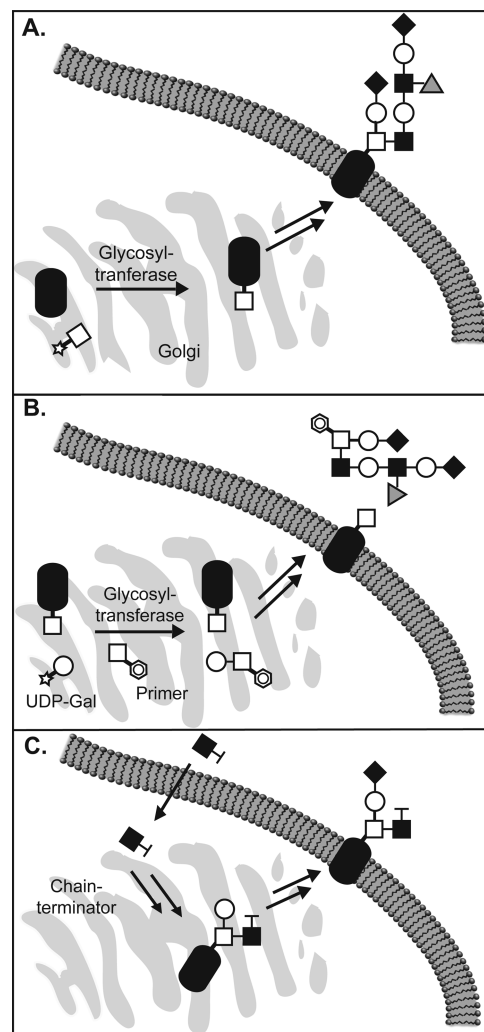 A.
Glycosyl-
tranferase
Golgi
B.
Glycosyl-
transferase
UDP-Gal
Primer
C.
Chain-
terminator